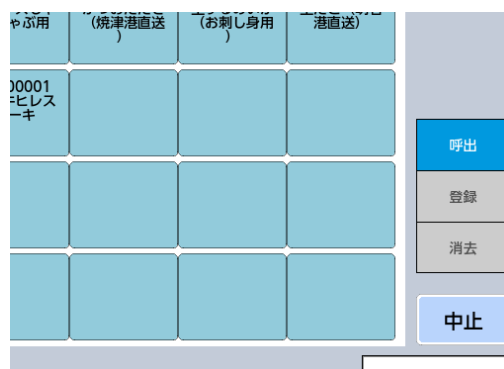 ゃぶ用
(焼津港直送
)
(お刺し身用
)
港直送)
00001
ヒレス
ーキ
呼出
登録
消去
中止